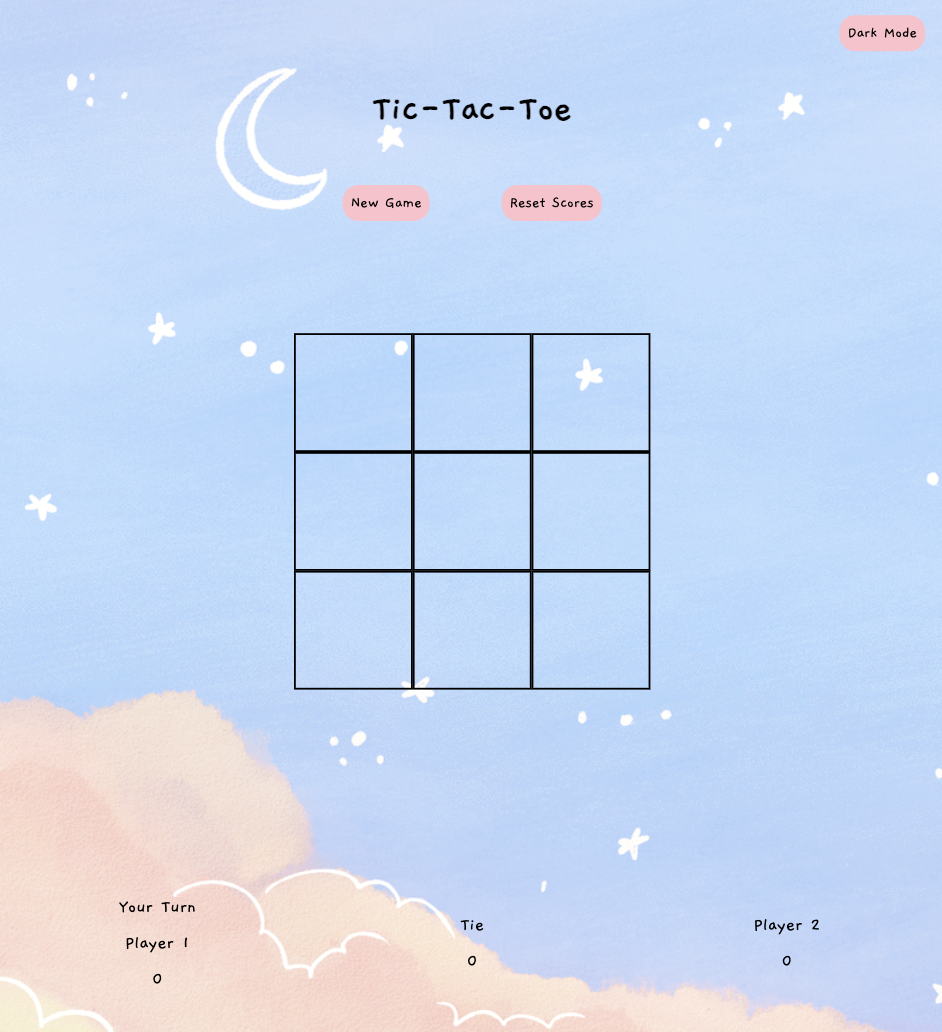 Dark Mode
Tic-Tac-Toe
New Game
Reset Scores
Your Turn
Player 1
0
Tie
0
Player 2
0